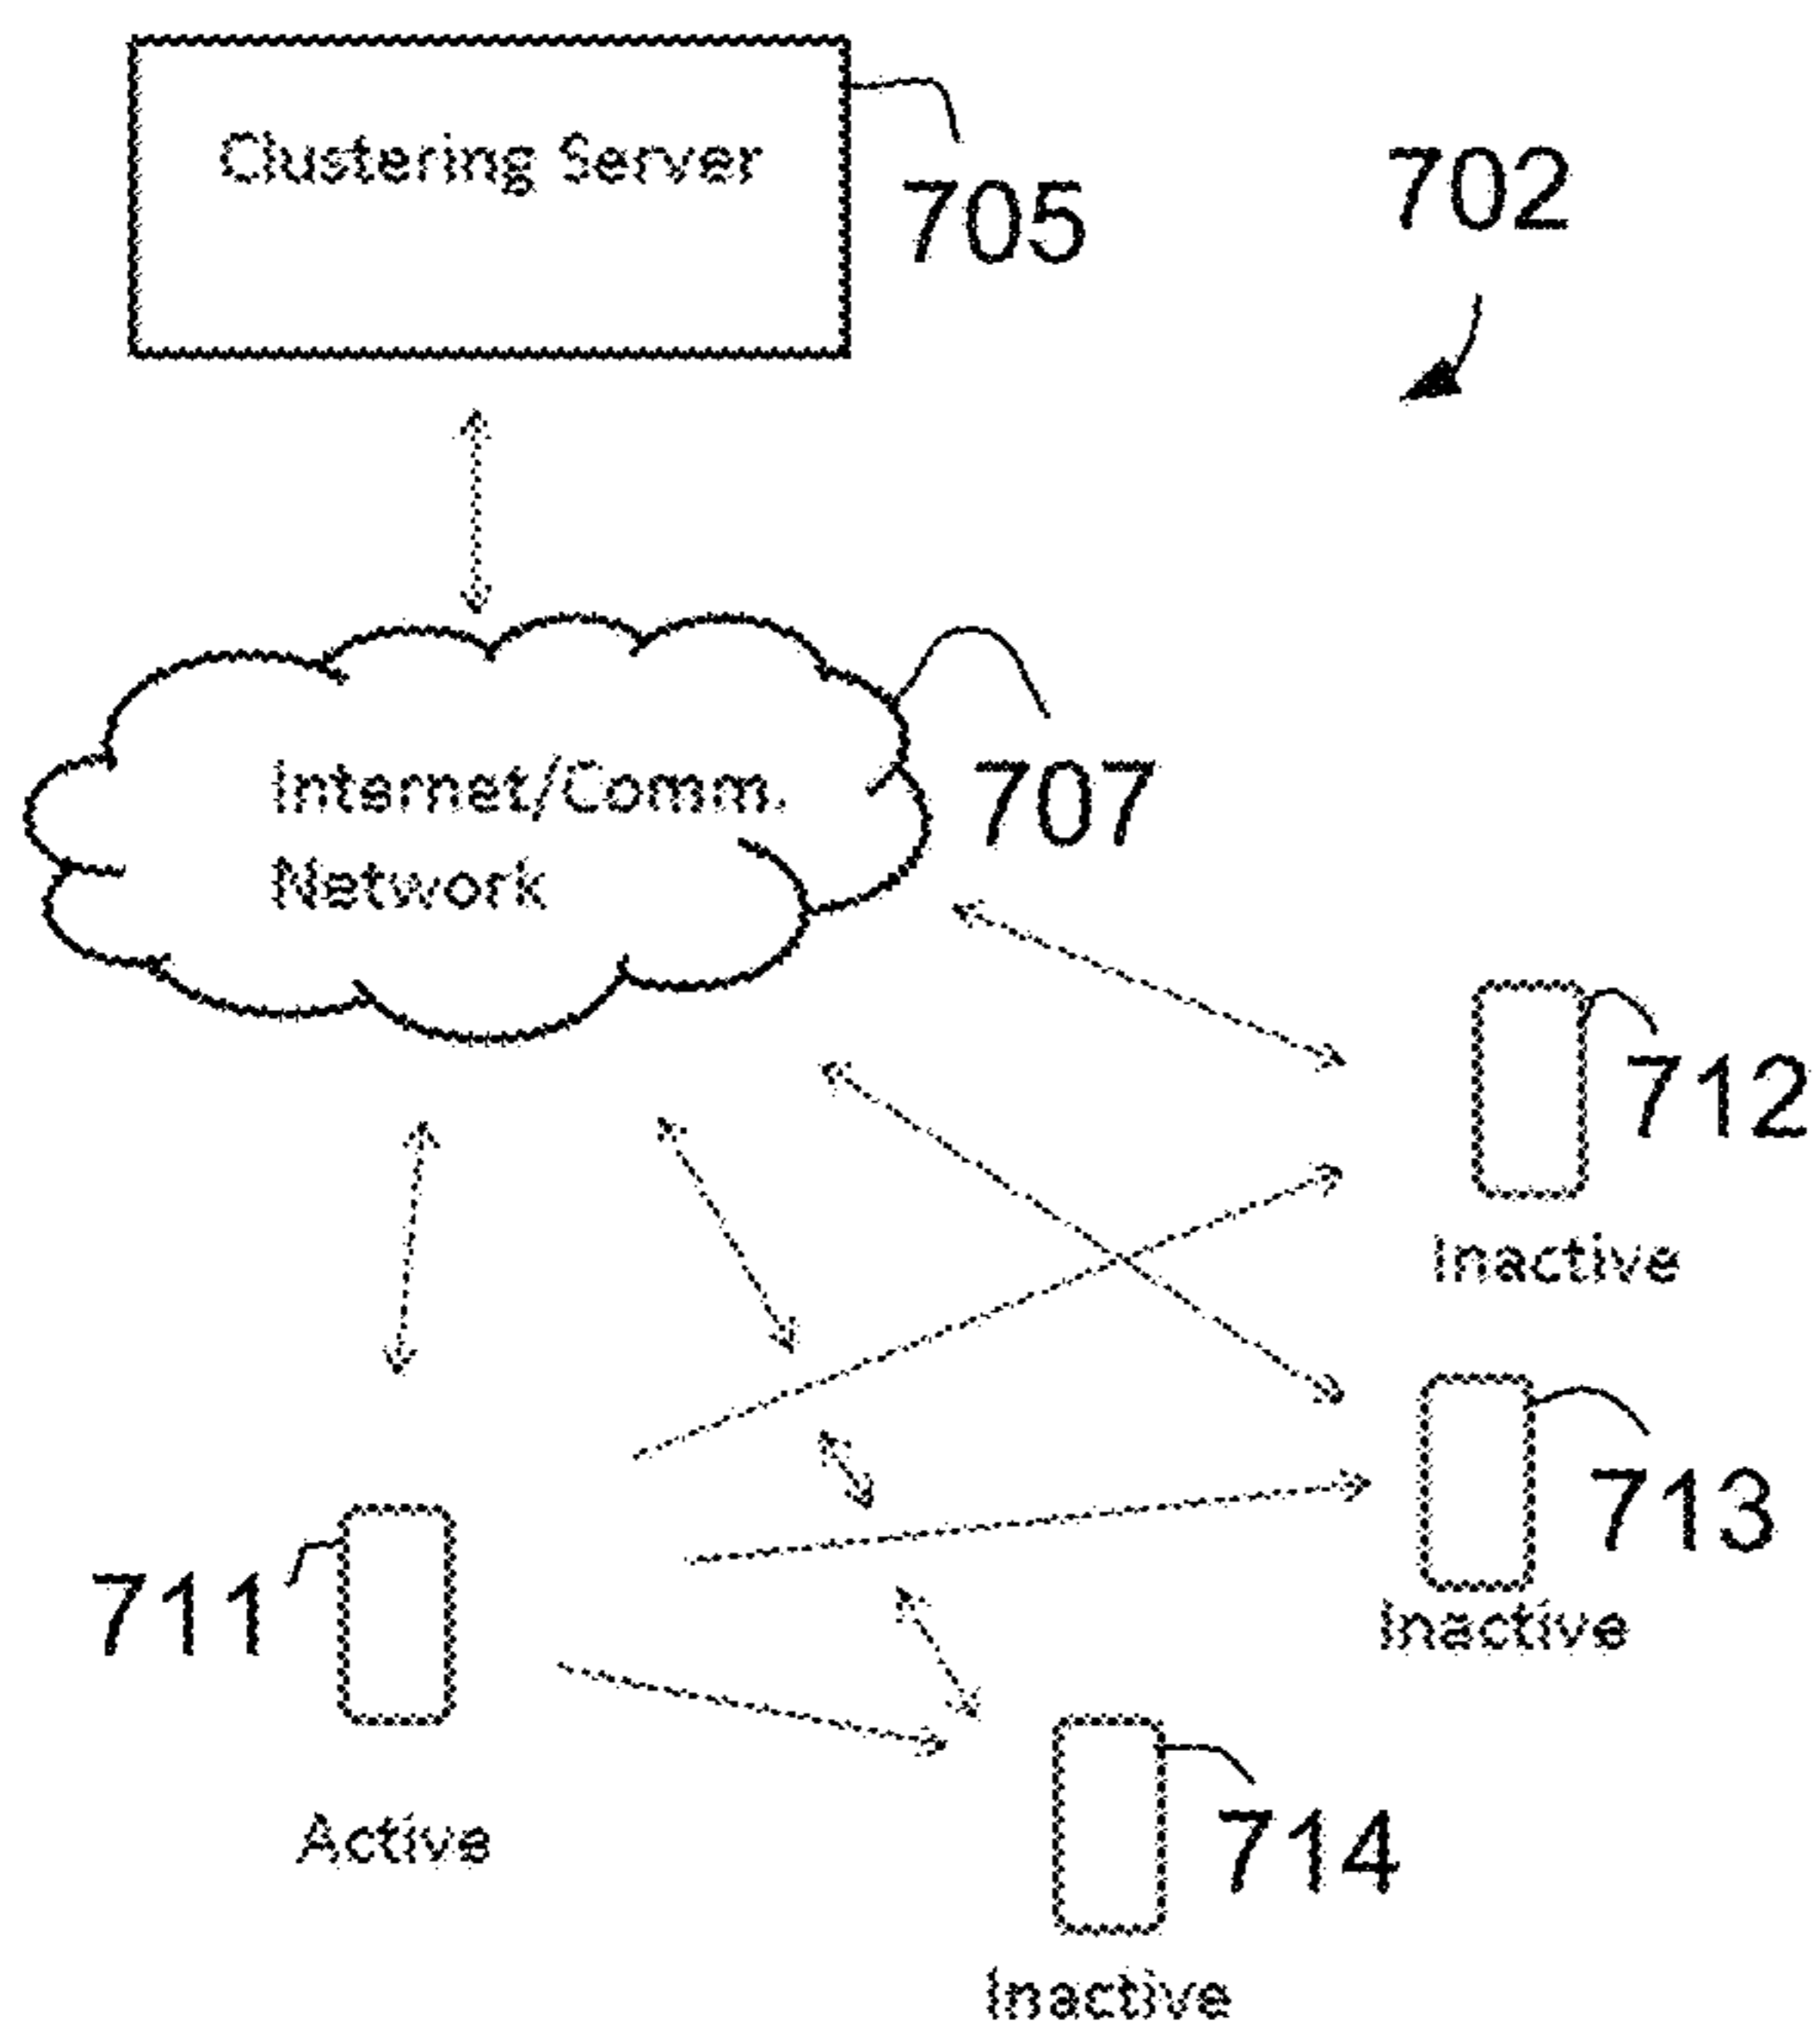 Clustering Server
705
702
Internet/Comm.
Network
707
712
Inactive
713
Inactive
711
Active
714
Inactive